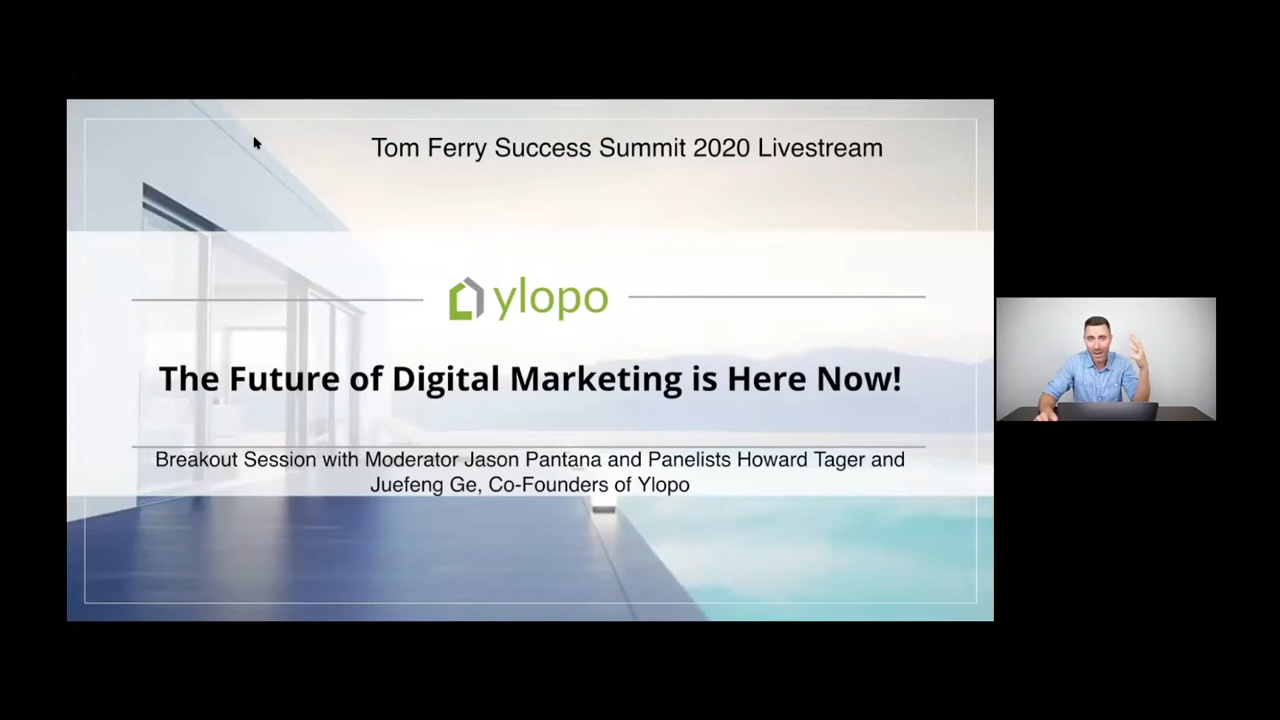 Tom Ferry Success Summit 2020 Livestream
ylopo
The Future of Digital Marketing is Here Now!
Breakout Session with Moderator Jason Pantana and Panelists Howard Tager and
Juefeng Ge, Co-Founders of Ylopo